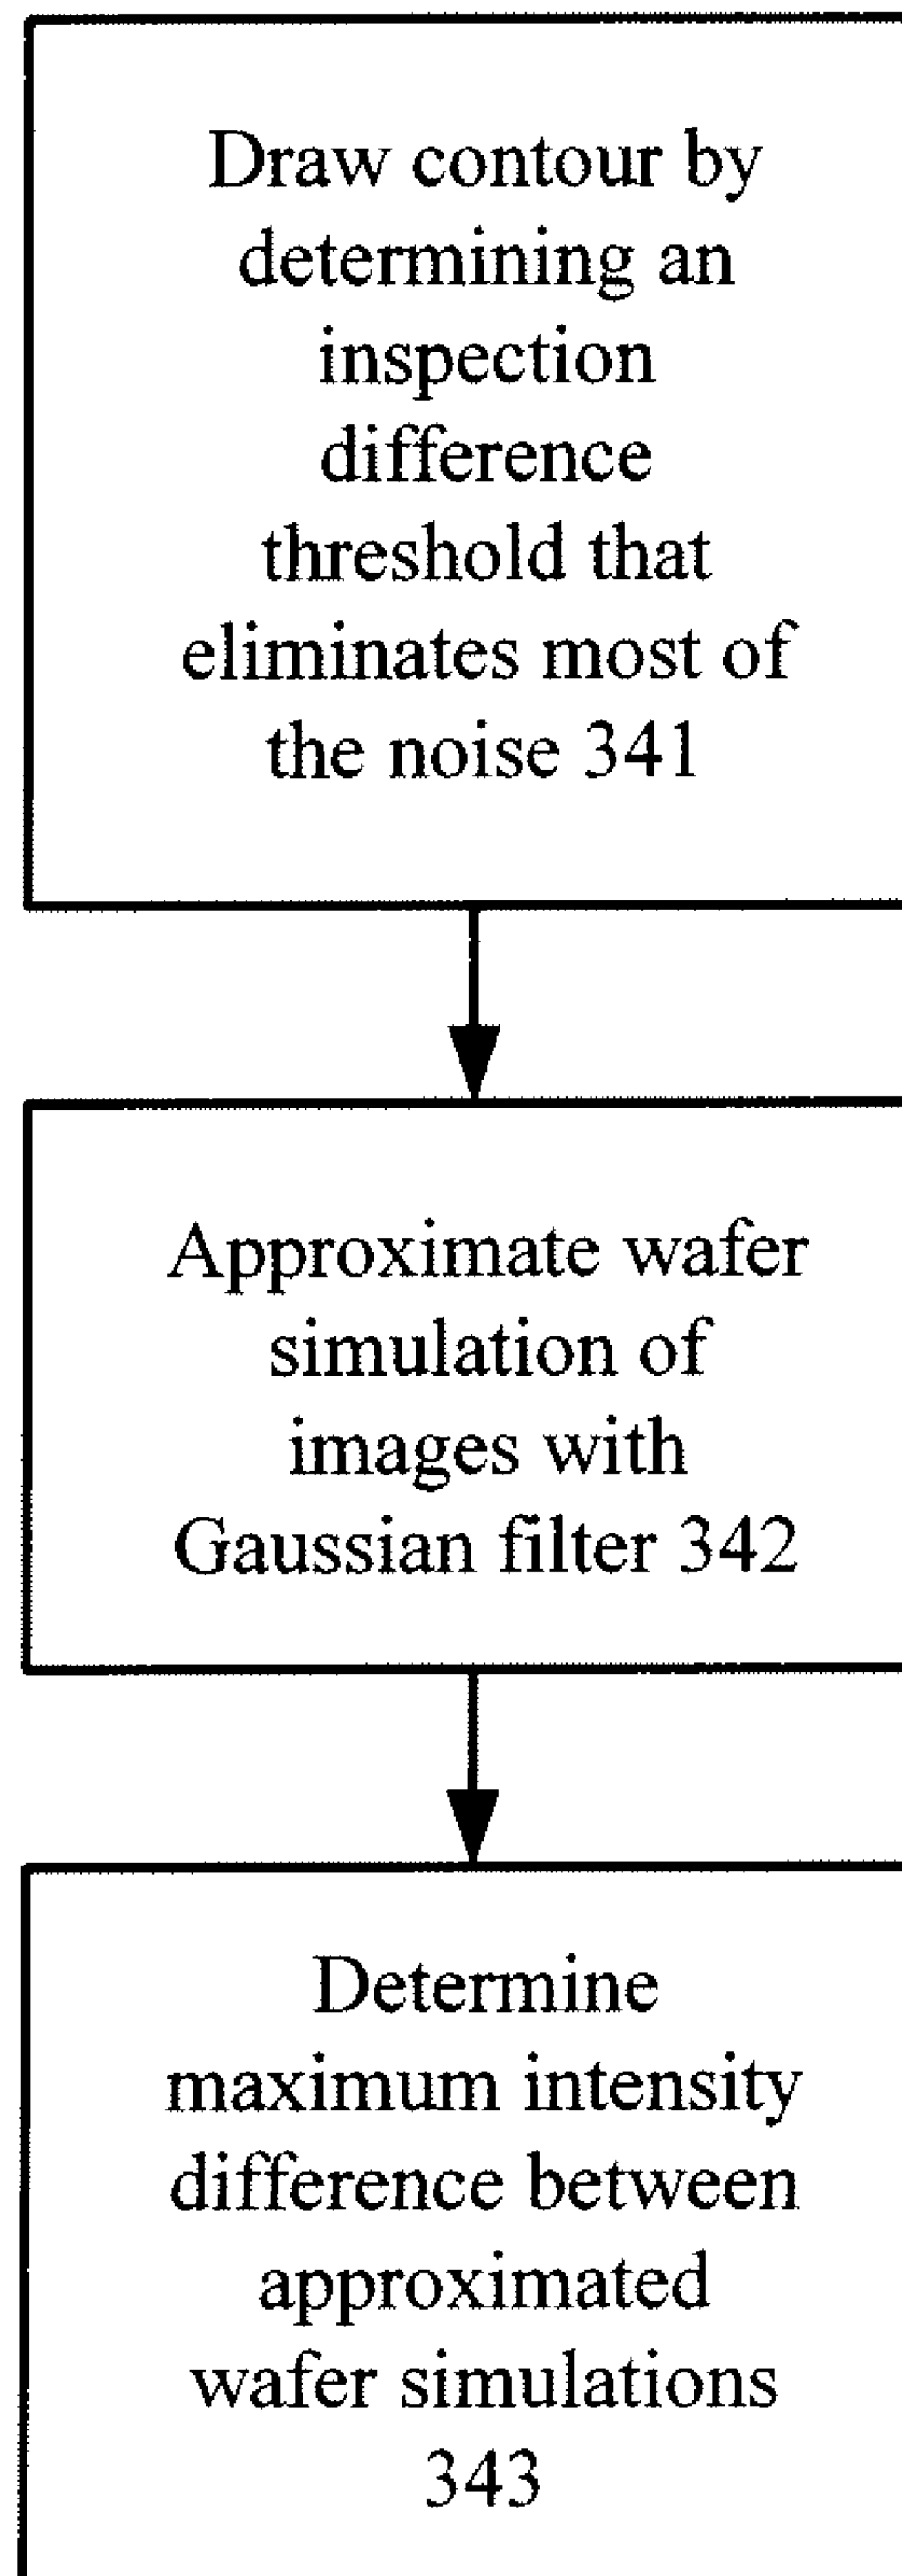 Draw contour by
determining an
inspection
difference
threshold that
eliminates most of
the noise 341
Approximate wafer
simulation of
images with
Gaussian filter 342
Determine
maximum intensity
difference between
approximated
wafer simulations
343